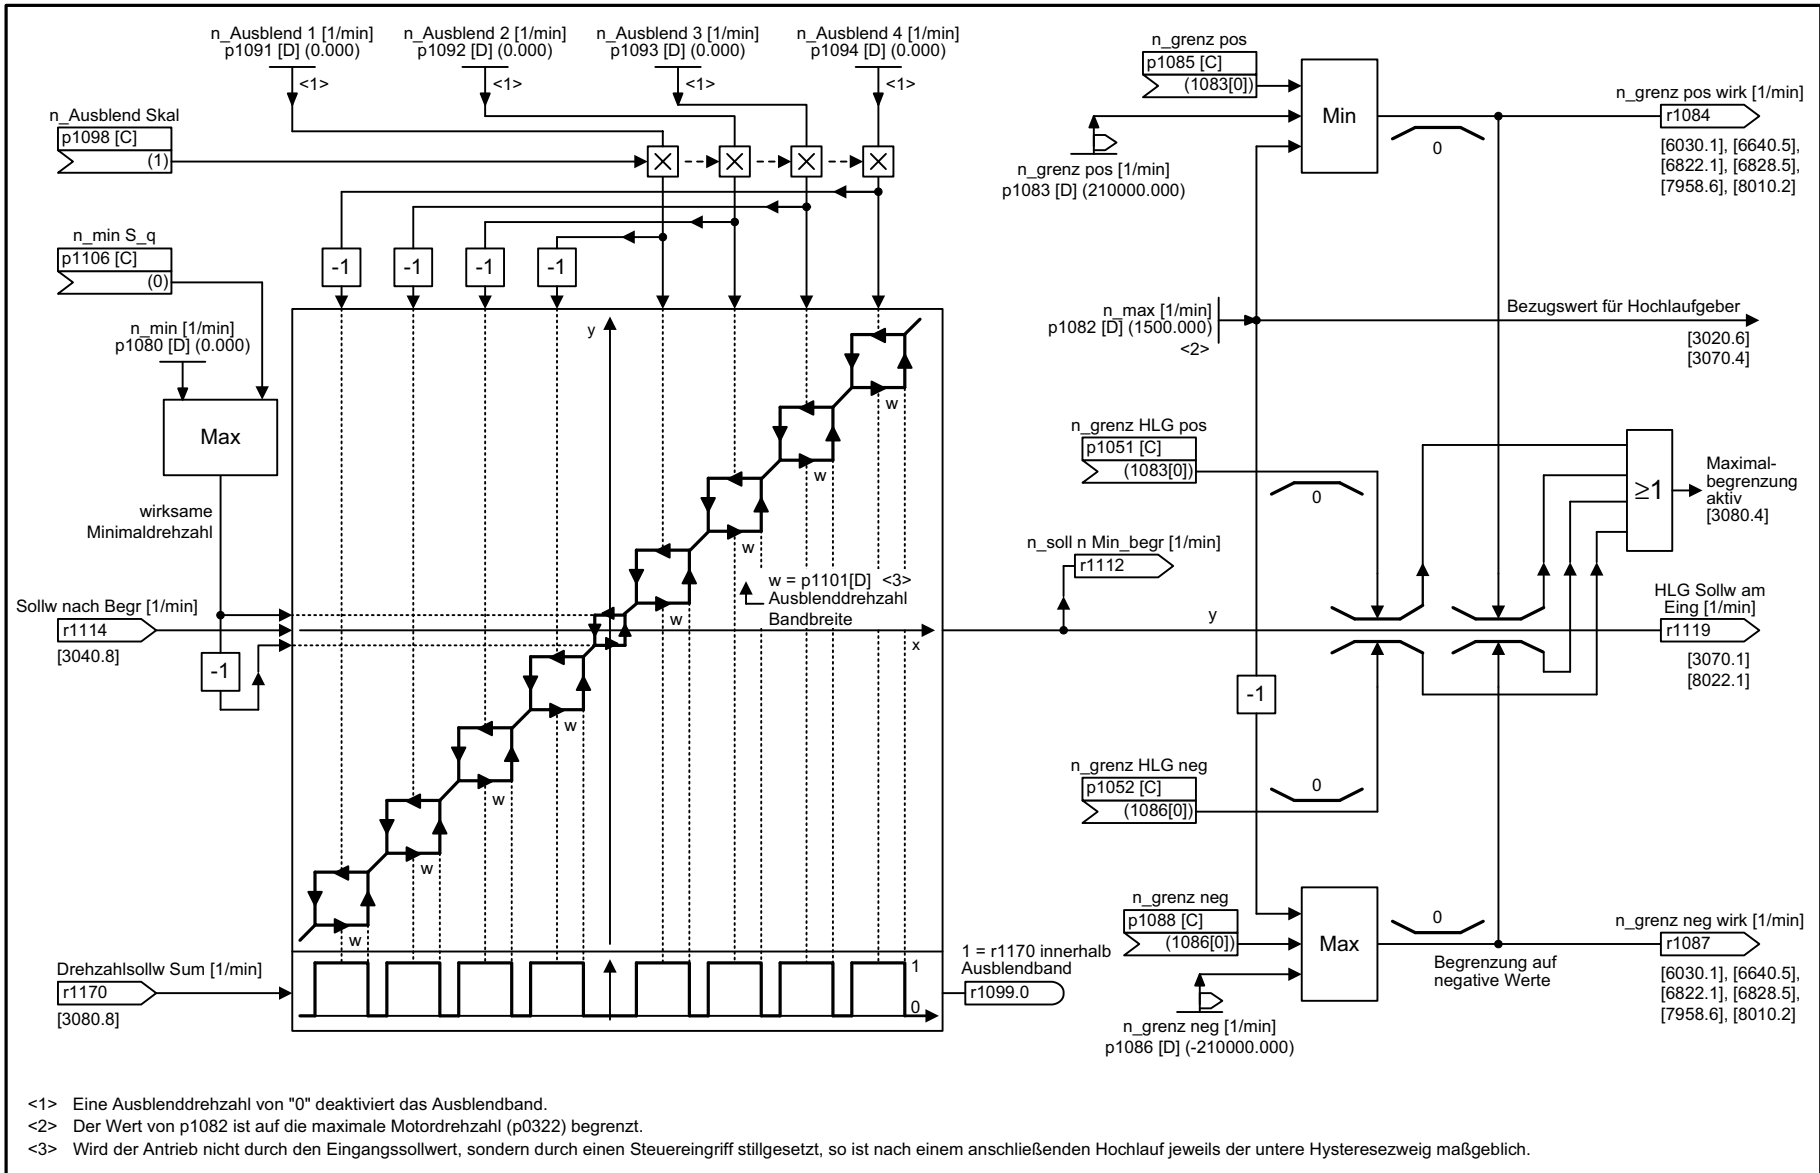 n_Ausblend 1 [1/min]
p1091 [D] (0.000)
<1>
n_Ausblend 2 [1/min]
p1092 [D] (0.000)
<1>
n_Ausblend 3 [1/min]
p1093 [D] (0.000)
<1>
n_Ausblend 4 [1/min]
p1094 [D] (0.000)
<1>
n_Ausblend Skal
p1098 [C]
(1)
n_min S_q
p1106 [C]
(0)
-1
-1
-1
-1
n_min [1/min]
p1080 [D] (0.000)
Max
wirksame
Minimaldrehzahl
Sollw nach Begr [1/min]
r1114
[3040.8]
-1
y
w
w
w
w
w = p1101[D] <3>
Ausblenddrehzahl
Bandbreite
x
w
w
w
w
Drehzahlsollw Sum [1/min]
r1170
[3080.8]
1
0
1 = r1170 innerhalb
Ausblendband
r1099.0
n_grenz pos
p1085 [C]
(1083[0])
n_grenz pos [1/min]
p1083 [D] (210000.000)
Min
0
n_grenz pos wirk [1/min]
r1084
[6030.1], [6640.5],
[6822.1], [6828.5],
[7958.6], [8010.2]
n_max [1/min]
p1082 [D] (1500.000)
<2>
Bezugswert für Hochlaufgeber
[3020.6]
[3070.4]
n_grenz HLG pos
p1051 [C]
(1083[0])
0
≥1
Maximal-
begrenzung
aktiv
[3080.4]
n_soll n Min_begr [1/min]
r1112
y
HLG Sollw am
Eing [1/min]
r1119
[3070.1]
[8022.1]
-1
n_grenz HLG neg
p1052 [C]
(1086[0])
0
n_grenz neg
p1088 [C]
(1086[0])
n_grenz neg [1/min]
p1086 [D] (-210000.000)
Max
0
Begrenzung auf
negative Werte
n_grenz neg wirk [1/min]
r1087
[6030.1], [6640.5],
[6822.1], [6828.5],
[7958.6], [8010.2]
<1> Eine Ausblenddrehzahl von "0" deaktiviert das Ausblendband.
<2> Der Wert von p1082 ist auf die maximale Motordrehzahl (p0322) begrenzt.
<3> Wird der Antrieb nicht durch den Eingangssollwert, sondern durch einen Steuereingriff stillgesetzt, so ist nach einem anschließenden Hochlauf jeweils der untere Hysteresezweig maßgeblich.